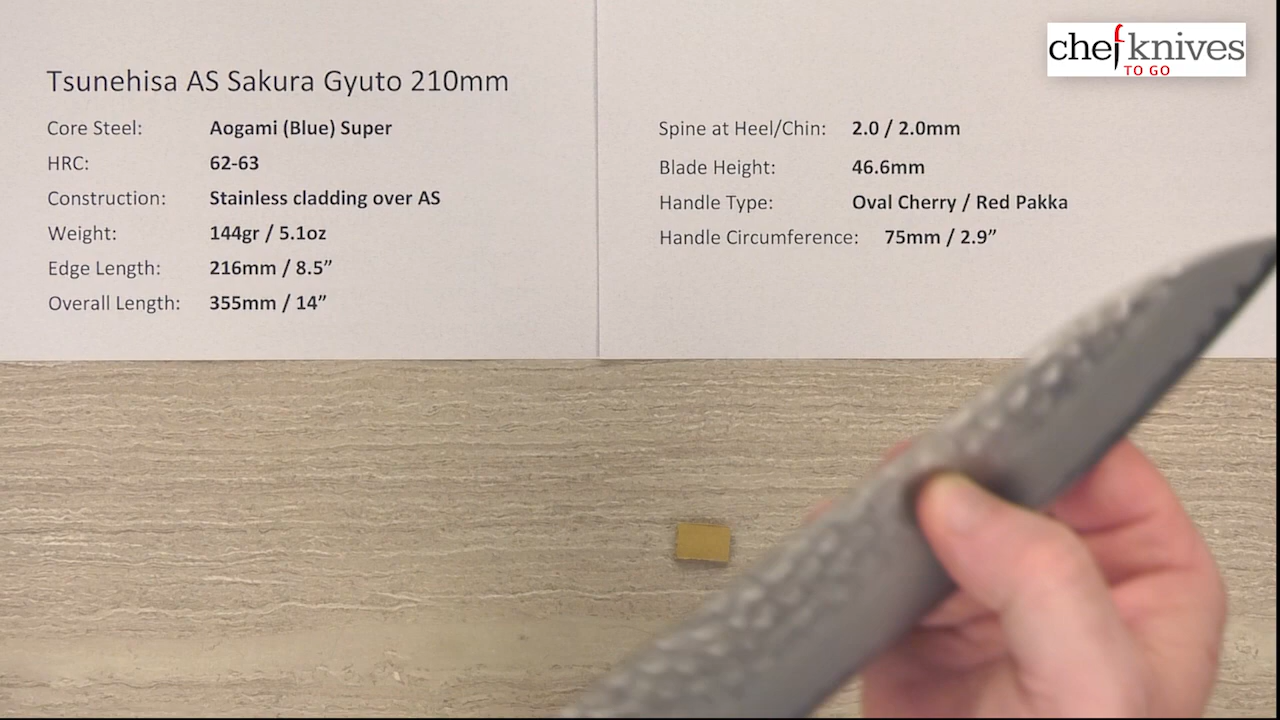 chefknives
TO GO
Tsunehisa AS Sakura Gyuto 210mm
Core Steel: Aogami (Blue) Super
HRC: 62-63
Construction: Stainless cladding over AS
Weight: 144gr / 5.1oz
Edge Length: 216mm / 8.5”
Overall Length: 355mm / 14”
Spine at Heel/Chin: 2.0 / 2.0mm
Blade Height: 46.6mm
Handle Type: Oval Cherry / Red Pakka
Handle Circumference: 75mm / 2.9”